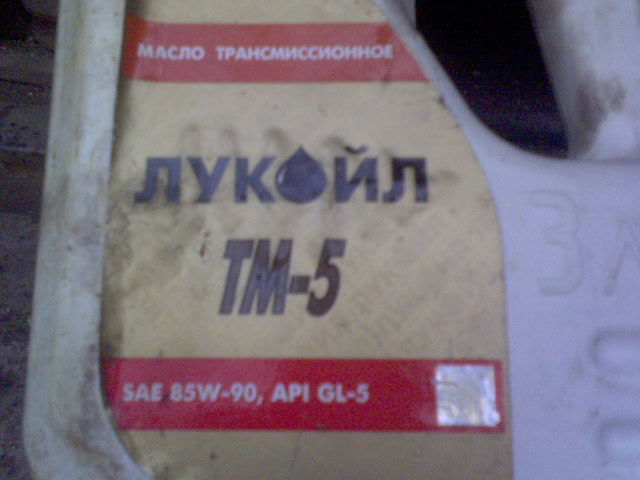 МАСЛО ТРАНСМИССИОННОЕ
ЛУКОЙЛ
ТМ-5
SAE 85W-90, API GL-5